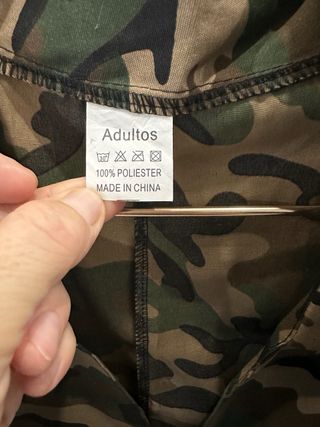 Adultos
100% POLIESTER
MADE IN CHINA